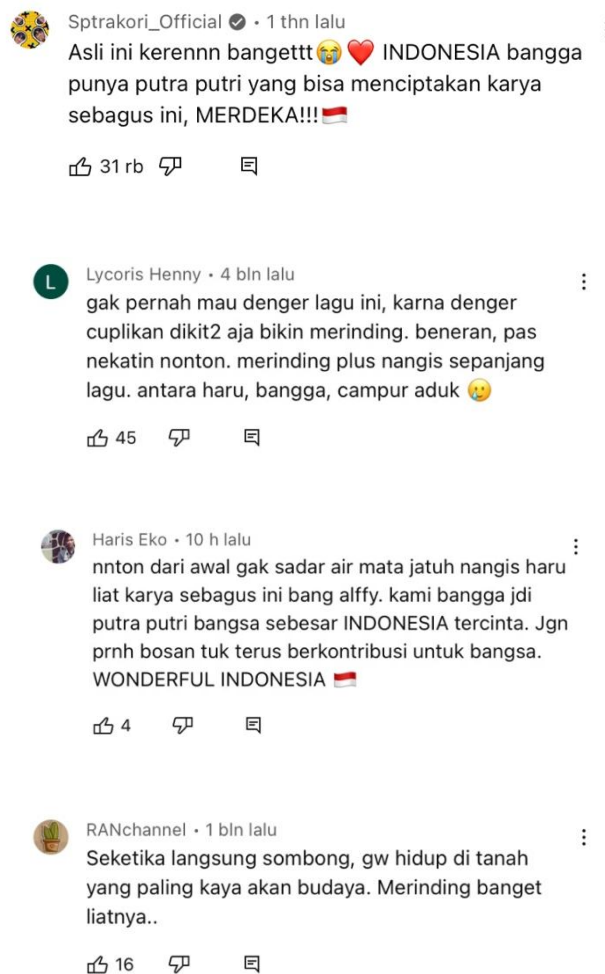 Sptrakori_Official • 1 thn lalu
Asli ini kerennn bangettt😭❤️ INDONESIA bangga
punya putra putri yang bisa menciptakan karya
sebagus ini, MERDEKA!!!🇮🇩
31 rb
L
Lycoris Henny • 4 bln lalu
gak pernah mau denger lagu ini, karna denger
cuplikan dikit2 aja bikin merinding. beneran, pas
nekatin nonton. merinding plus nangis sepanjang
lagu. antara haru, bangga, campur aduk 🥲
45
Haris Eko • 10 h lalu
nnton dari awal gak sadar air mata jatuh nangis haru
liat karya sebagus ini bang alffy. kami bangga jdi
putra putri bangsa sebesar INDONESIA tercinta. Jgn
prnh bosan tuk terus berkontribusi untuk bangsa.
WONDERFUL INDONESIA 🇮🇩
4
RANchannel • 1 bln lalu
Seketika langsung sombong, gw hidup di tanah
yang paling kaya akan budaya. Merinding banget
liatnya..
16